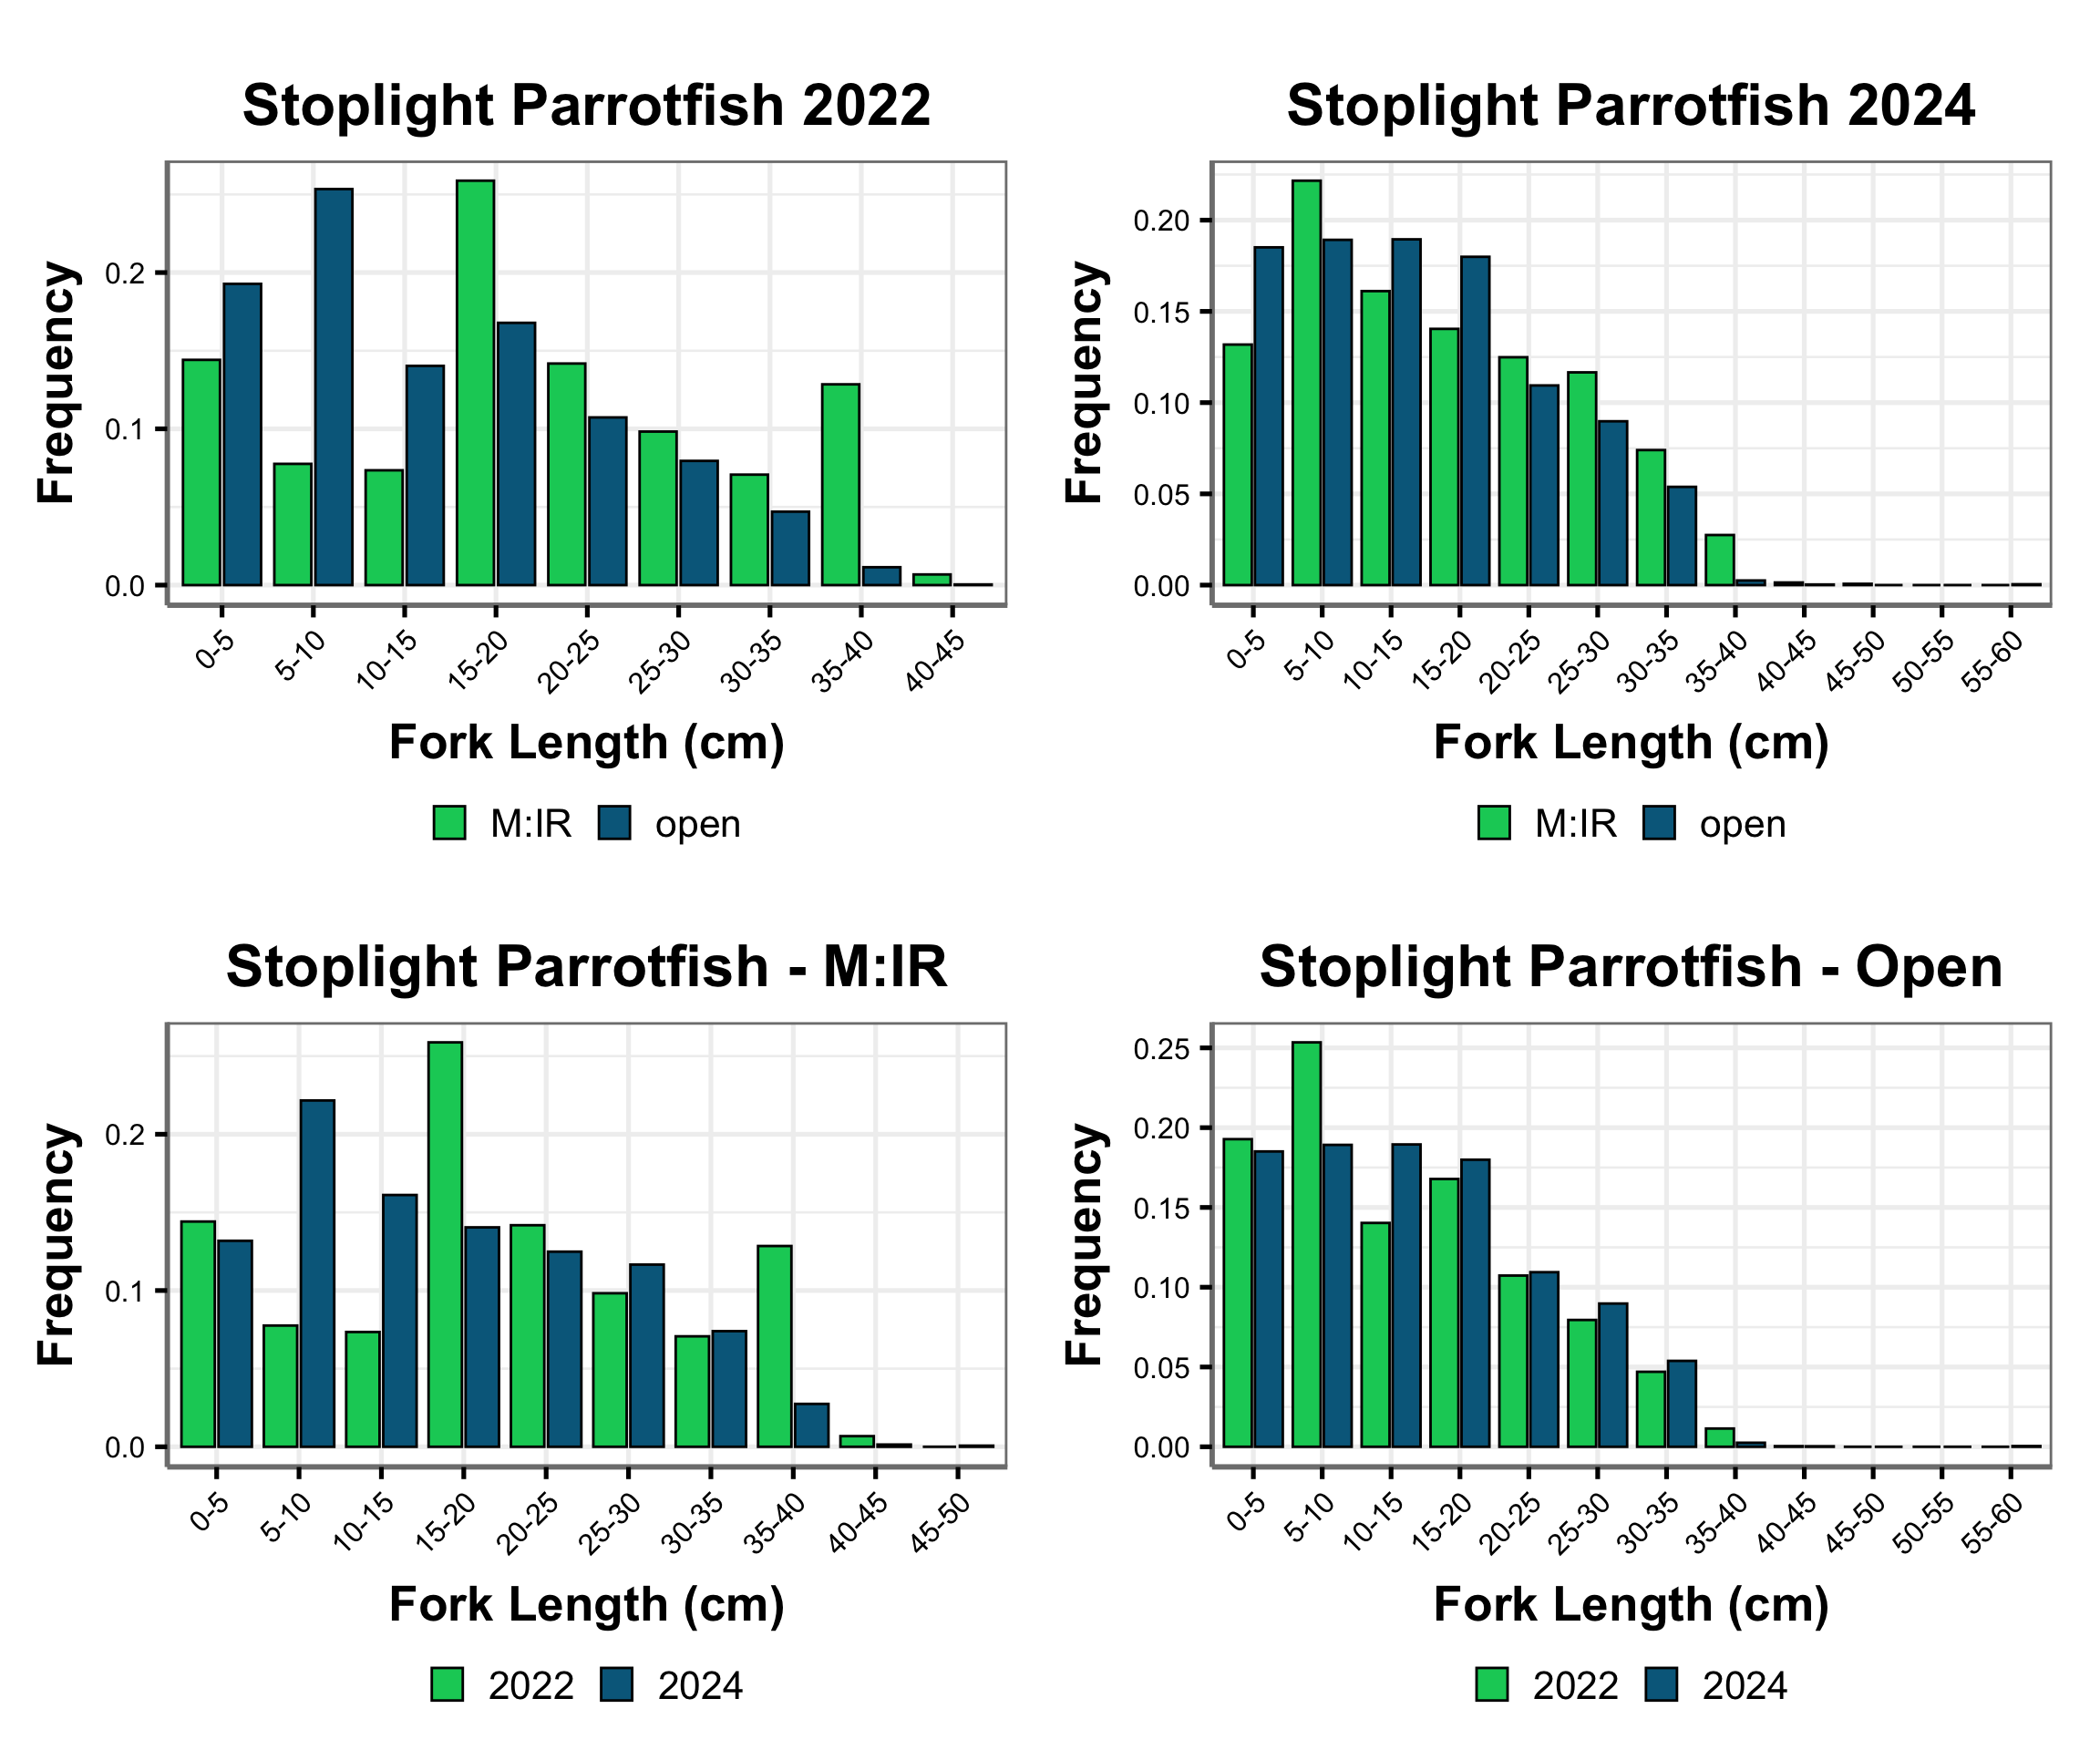 Stoplight Parrotfish 2022
Frequency
0.2
0.1
0.0
0-5 5-10 10-15 15-20 20-25 25-30 30-35 35-40 40-45
Fork Length (cm)
M:IR open
Stoplight Parrotfish 2024
Frequency
0.20
0.15
0.10
0.05
0.00
0-5 5-10 10-15 15-20 20-25 25-30 30-35 35-40 40-45 45-50 50-55 55-60
Fork Length (cm)
M:IR open
Stoplight Parrotfish - M:IR
Frequency
0.2
0.1
0.0
0-5 5-10 10-15 15-20 20-25 25-30 30-35 35-40 40-45 45-50
Fork Length (cm)
2022 2024
Stoplight Parrotfish - Open
Frequency
0.25
0.20
0.15
0.10
0.05
0.00
0-5 5-10 10-15 15-20 20-25 25-30 30-35 35-40 40-45 45-50 50-55 55-60
Fork Length (cm)
2022 2024